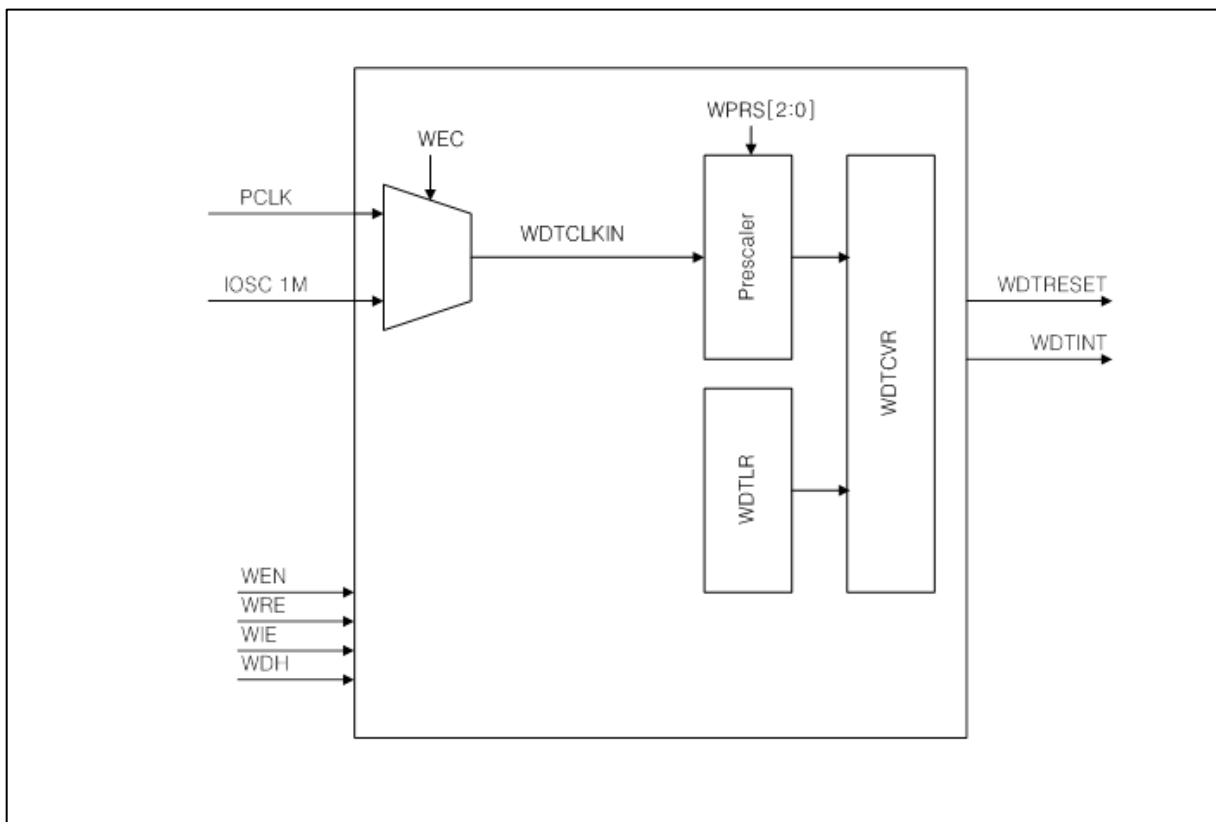 WPRS[2:0]
WEC
PCLK
WDTCLKIN
Prescaler
IOSC 1M
WDTCVR
WDTRESET
WDTINT
WDTLR
WEN
WRE
WIE
WDH